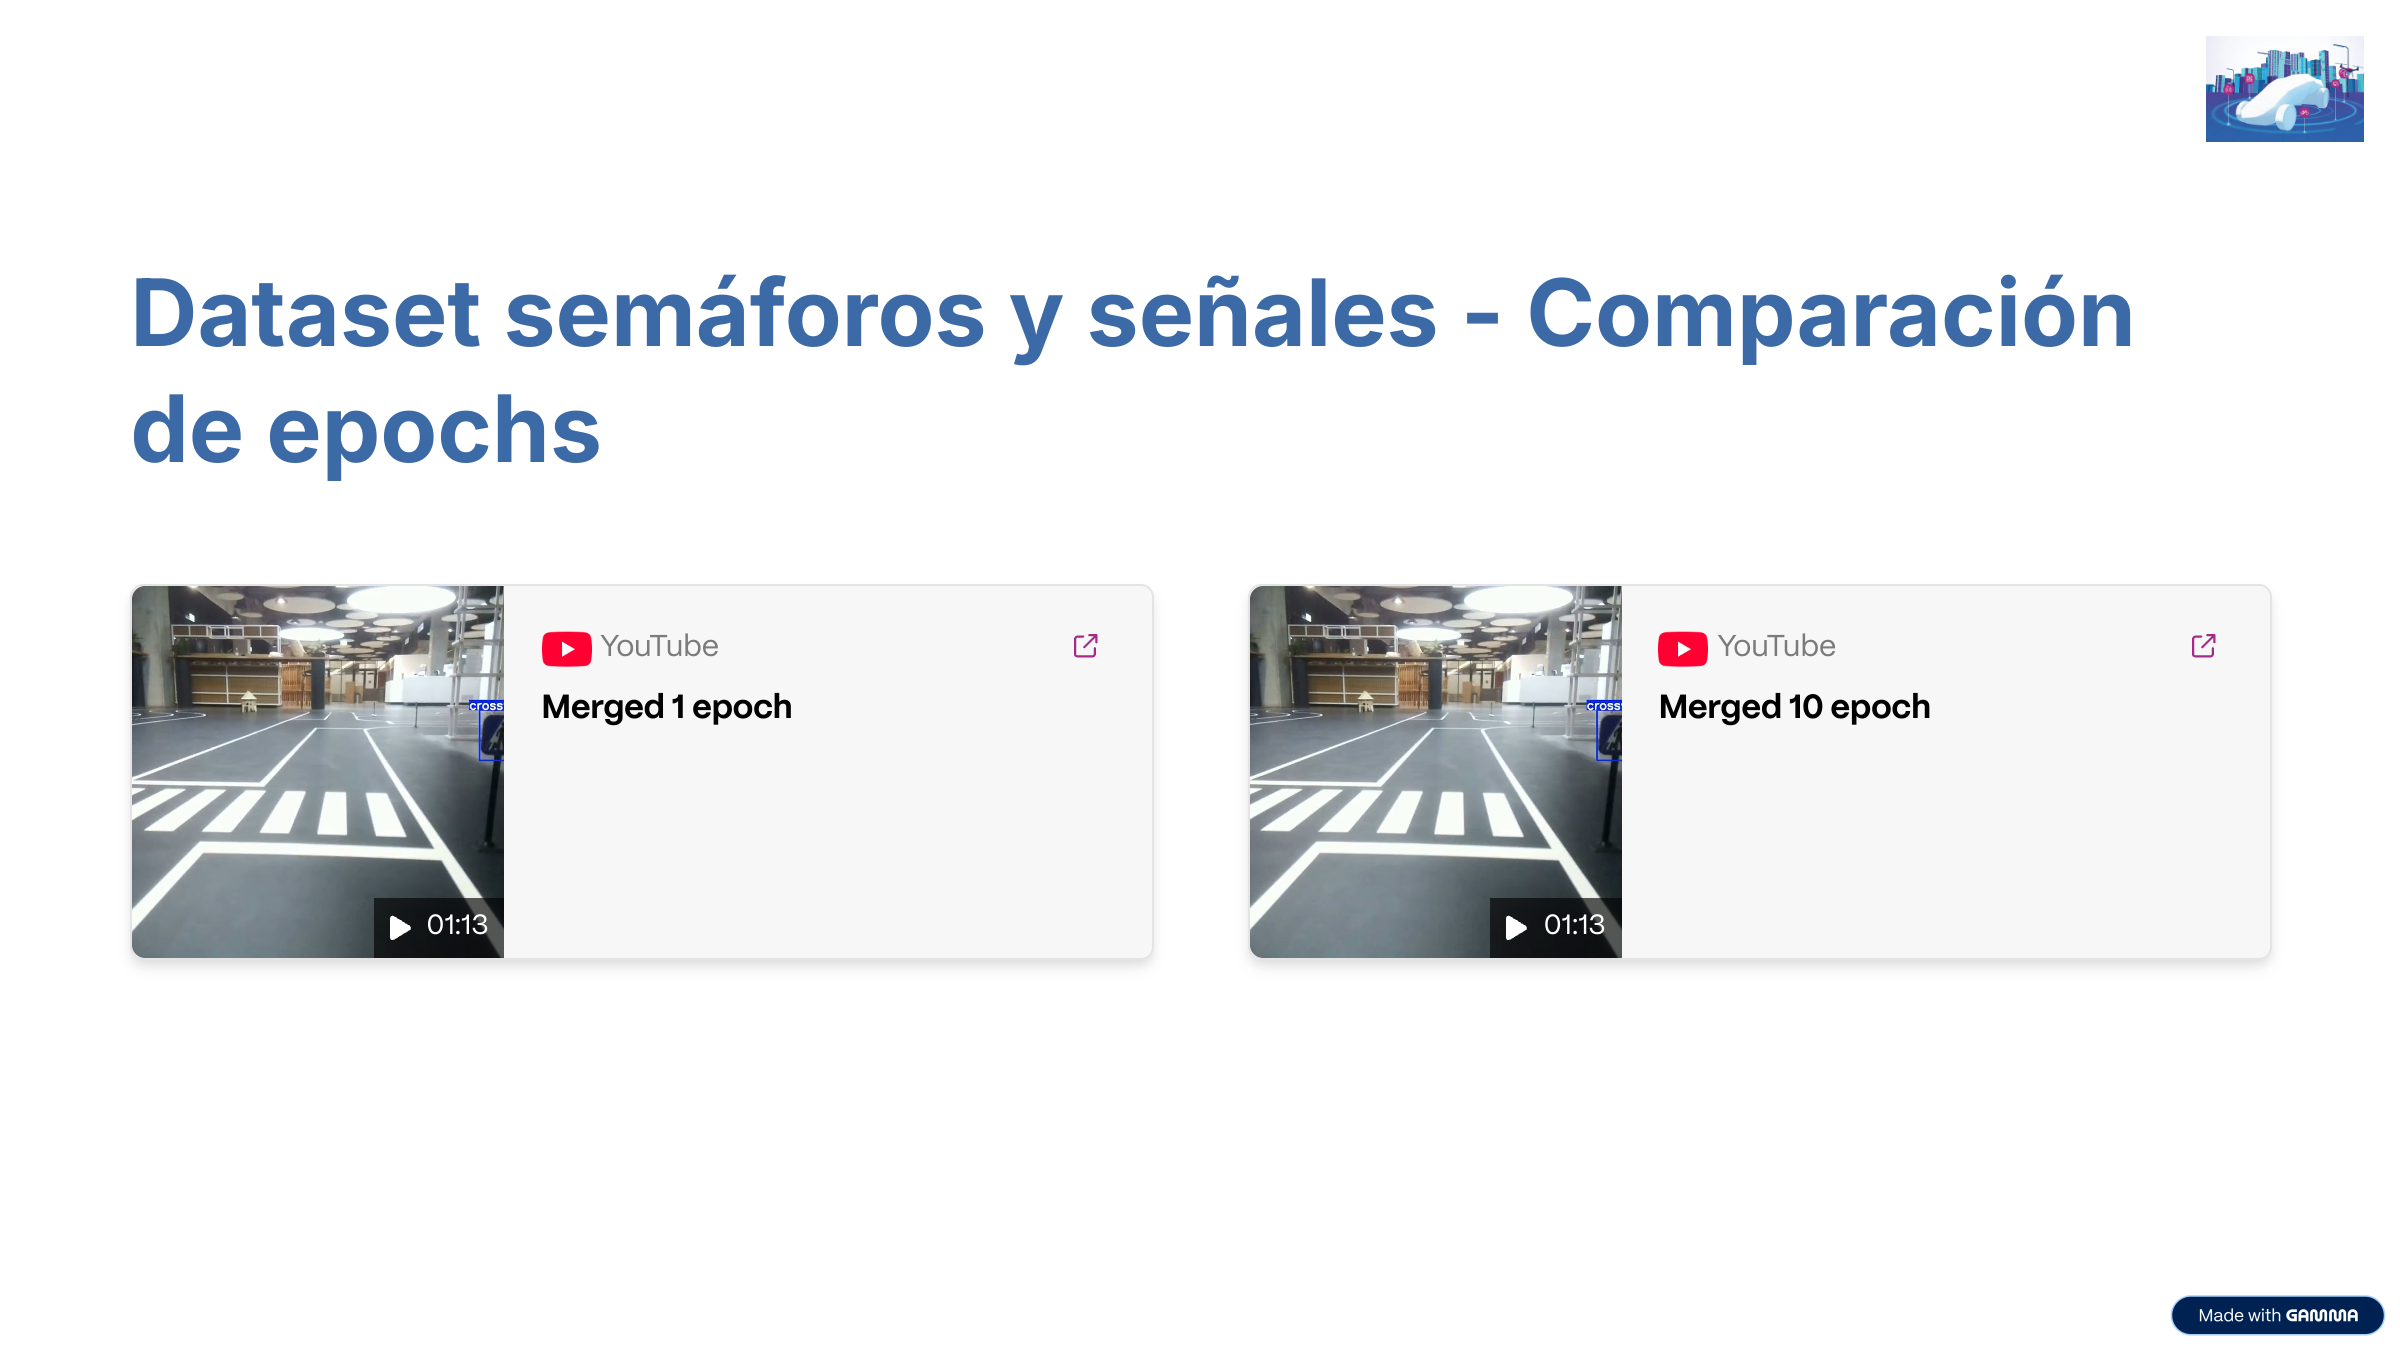 Dataset semáforos y señales - Comparación
de epochs
YouTube
Merged 1 epoch
cross
01:13
YouTube
Merged 10 epoch
cross
01:13
Made with GAMMA